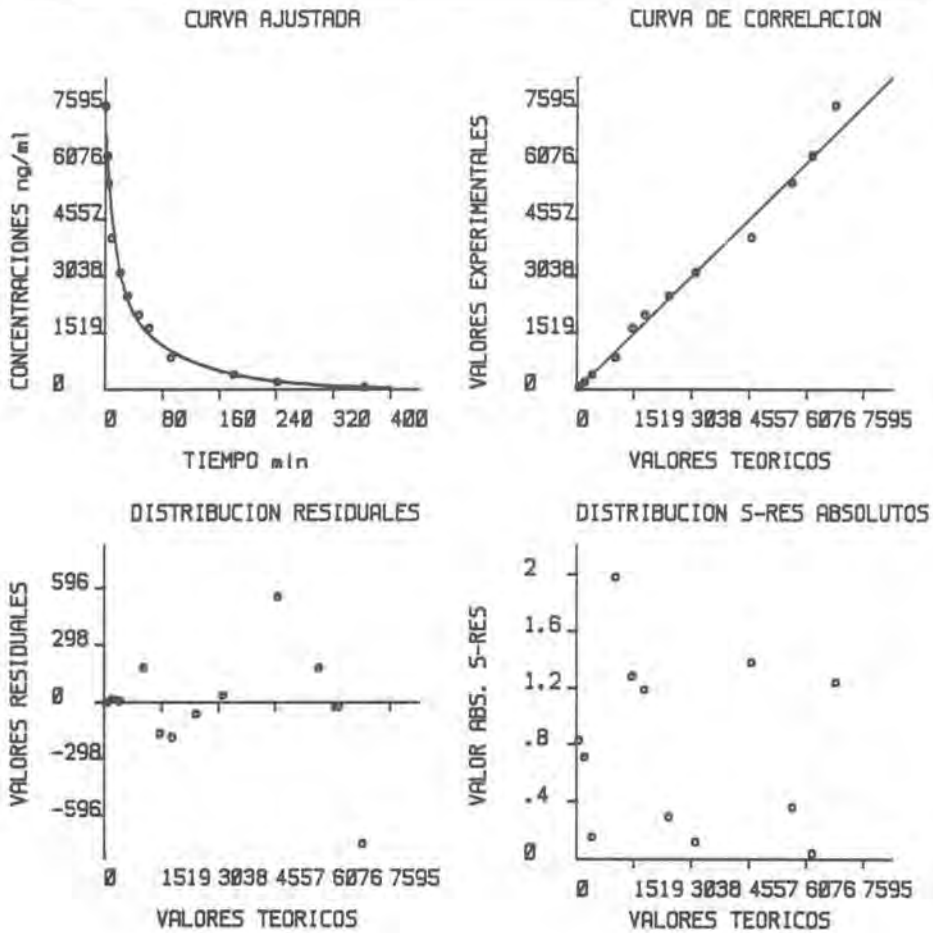 CURVA AJUSTADA
CONCENTRACIONES ng/ml
7595
6076
4557
3038
1519
0
0 80 160 240 320 400
TIEMPO min
CURVA DE CORRELACION
VALORES EXPERIMENTALES
7595
6076
4557
3038
1519
0
0 1519 3038 4557 6076 7595
VALORES TEORICOS
DISTRIBUCION RESIDUALES
VALORES RESIDUALES
596
298
0
-298
-596
0 1519 3038 4557 6076 7595
VALORES TEORICOS
DISTRIBUCION S-RES ABSOLUTOS
VALOR ABS. S-RES
2
1.6
1.2
.8
.4
0
0 1519 3038 4557 6076 7595
VALORES TEORICOS